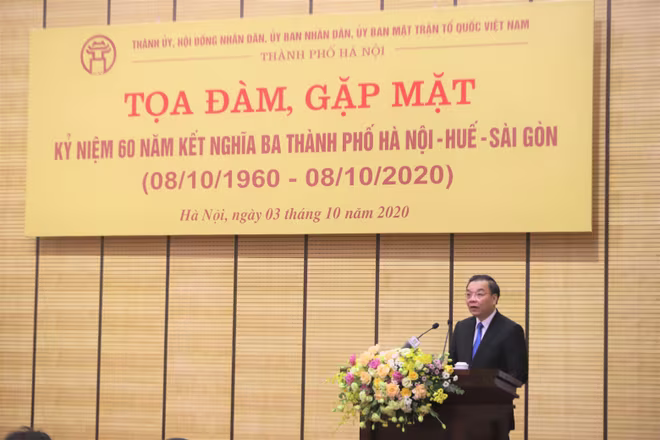 THÀNH ỦY, HỘI ĐỒNG NHÂN DÂN, ỦY BAN NHÂN DÂN, ỦY BAN MẶT TRẬN TỔ QUỐC VIỆT NAM
THÀNH PHỐ HÀ NỘI
TỌA ĐÀM, GẶP MẶT
KỶ NIỆM 60 NĂM KẾT NGHĨA BA THÀNH PHỐ HÀ NỘI - HUẾ - SÀI GÒN
(08/10/1960 - 08/10/2020)
Hà Nội, ngày 03 tháng 10 năm 2020